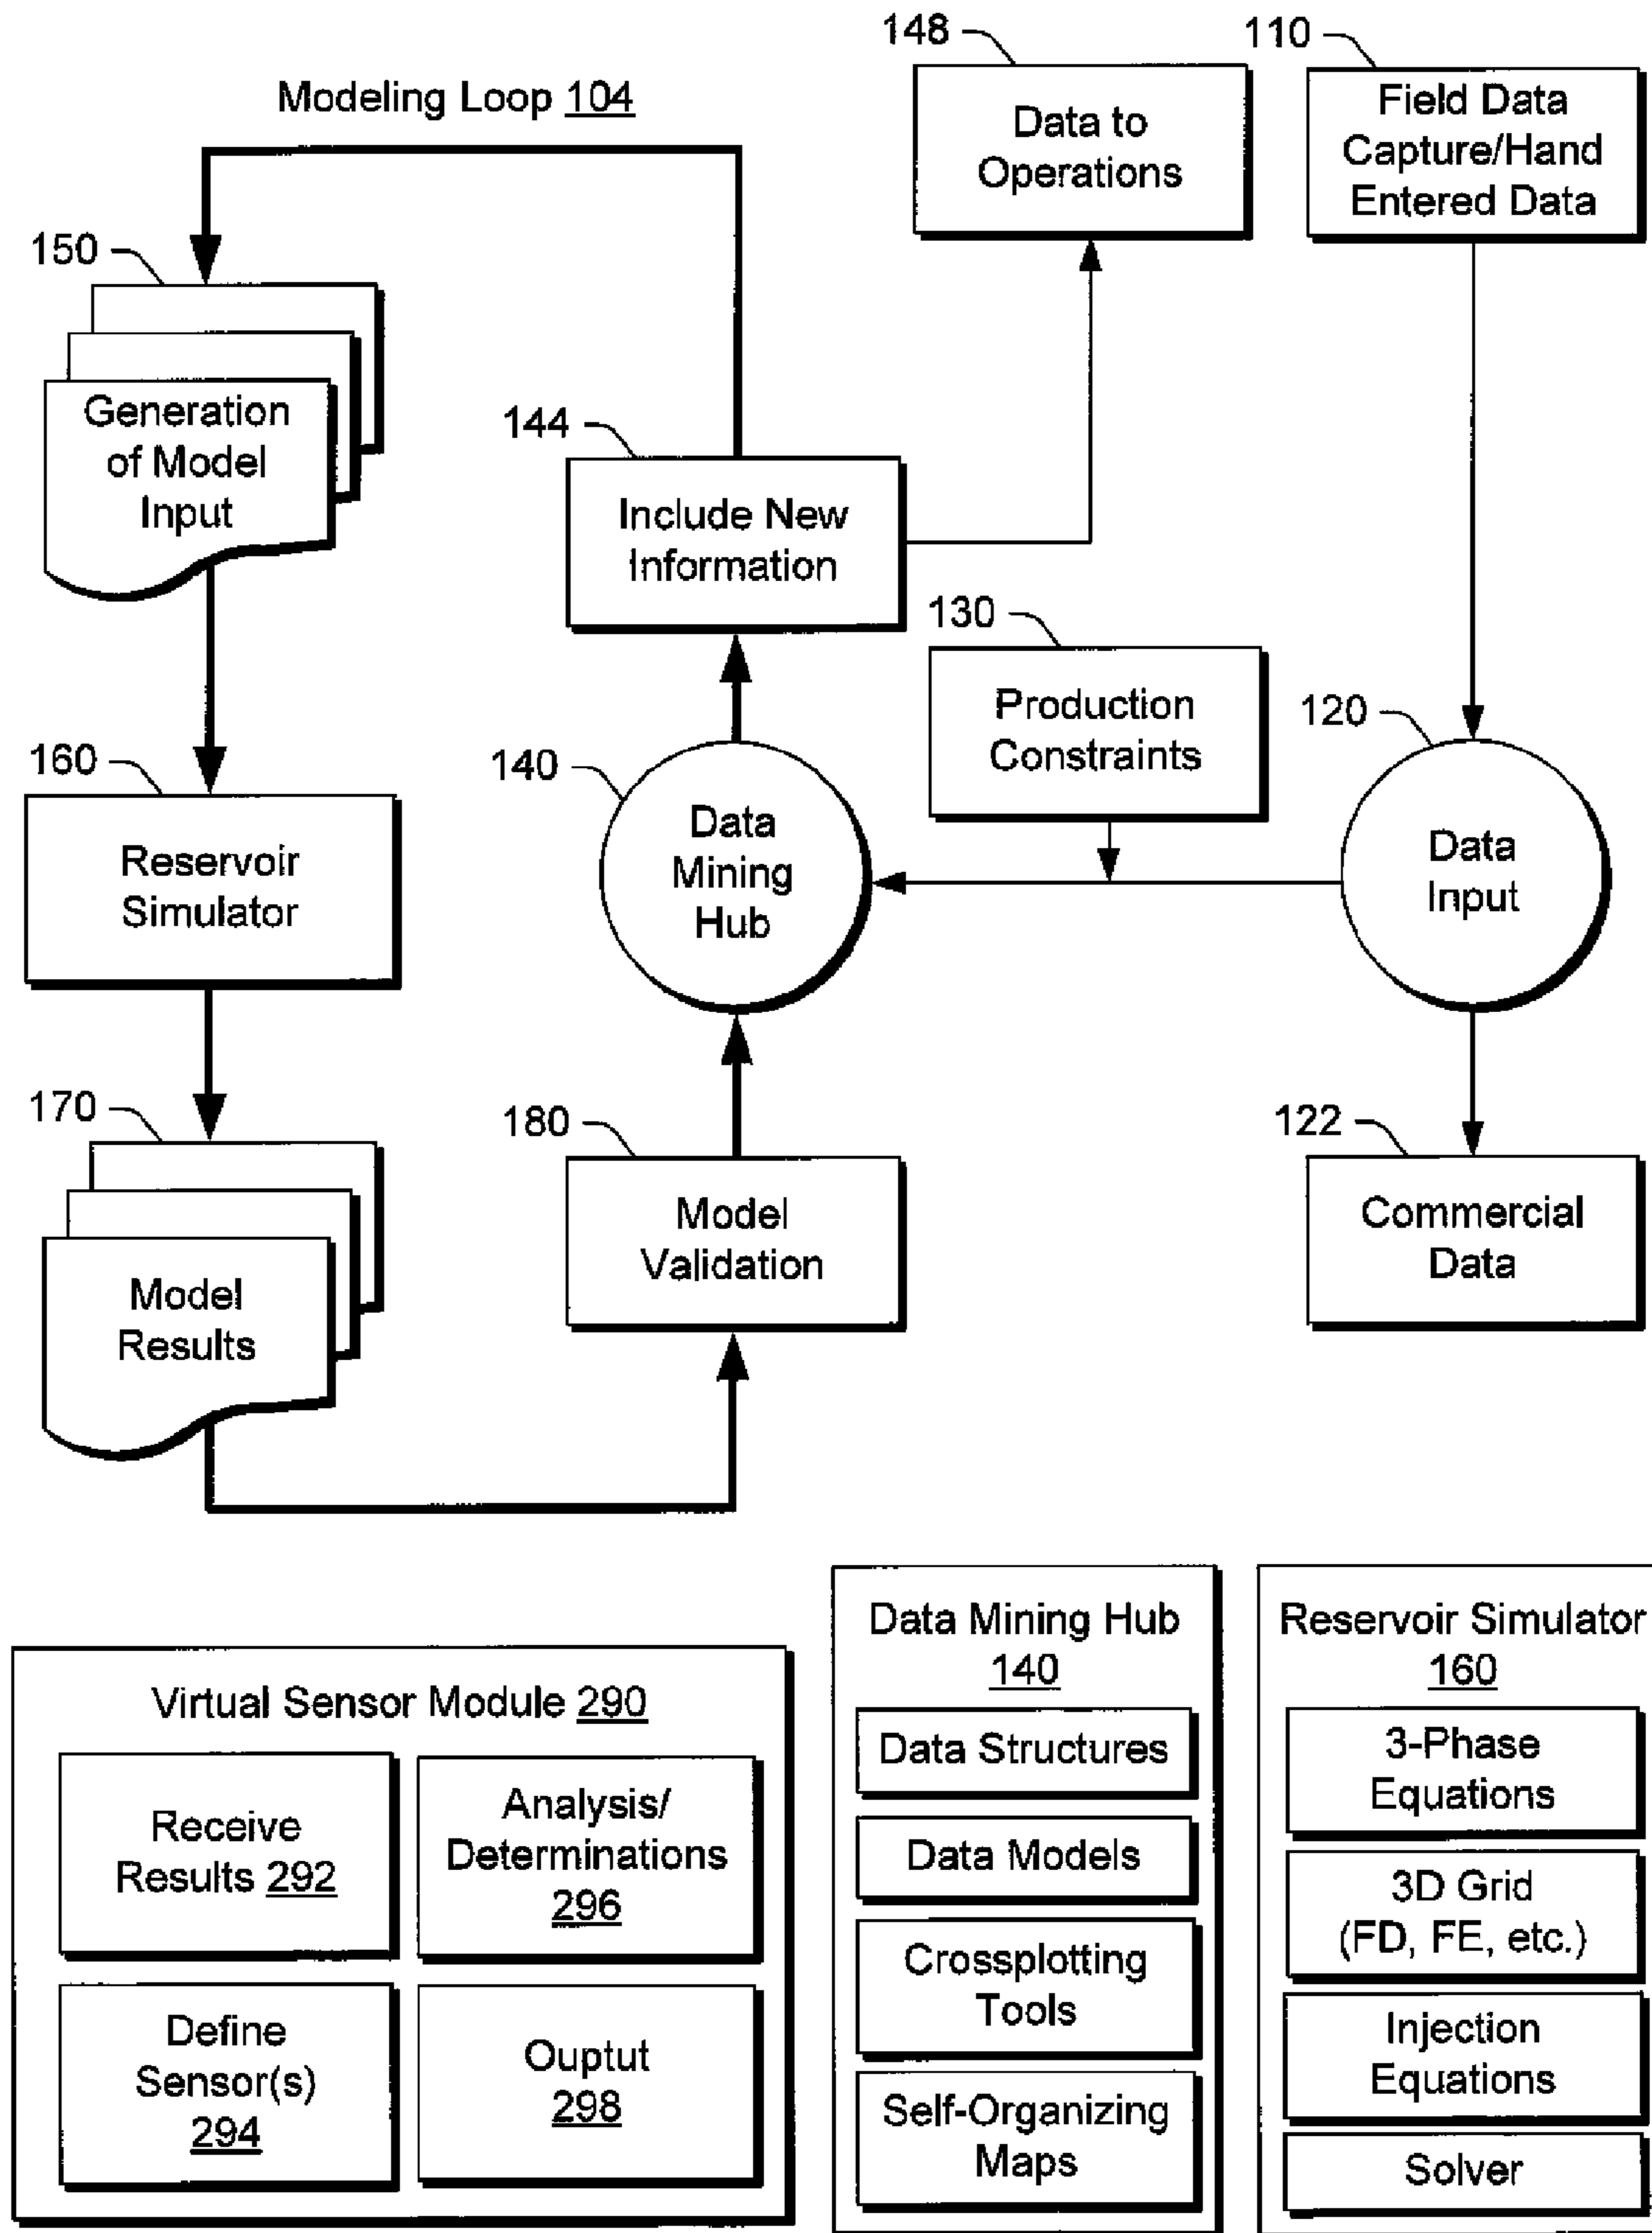 148
110
Modeling Loop 104
Data to
Operations
Field Data
Capture/Hand
Entered Data
150
Generation
of Model
Input
144
Include New
Information
130
Production
Constraints
120
Data
Input
160
Reservoir
Simulator
140
Data
Mining
Hub
170
Model
Results
180
Model
Validation
122
Commercial
Data
Virtual Sensor Module 290
Receive
Results 292
Analysis/
Determinations
296
Define
Sensor(s)
294
Ouptut
298
Data Mining Hub
140
Data Structures
Data Models
Crossplotting
Tools
Self-Organizing
Maps
Reservoir Simulator
160
3-Phase
Equations
3D Grid
(FD, FE, etc.)
Injection
Equations
Solver